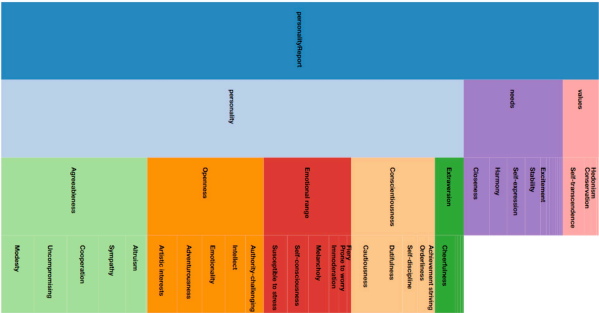 personalityReport
personality
needs
values
Agreeableness
Openness
Emotional range
Conscientiousness
Extraversion
Closeness
Harmony
Self-expression
Stability
Excitement
Self-transcendence
Conservation
Hedonism
Modesty
Uncompromising
Cooperation
Sympathy
Altruism
Artistic interests
Adventurousness
Emotionality
Intellect
Authority-challenging
Susceptible to stress
Self-consciousness
Melancholy
Immoderation
Prone to worry
Fiery
Cautiousness
Dutifulness
Self-discipline
Orderliness
Achievement striving
Cheerfulness